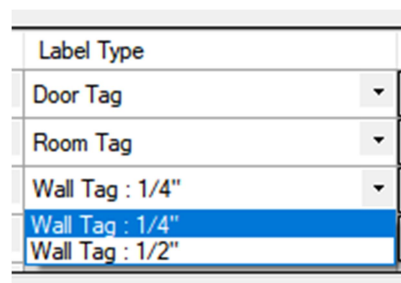 Label Type
Door Tag
Room Tag
Wall Tag : 1/4"
Wall Tag : 1/4"
Wall Tag : 1/2"